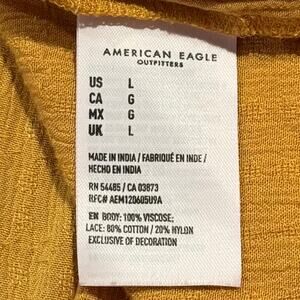 AMERICAN EAGLE
OUTFITTERS
US L
CA G
MX G
UK L
MADE IN INDIA / FABRIQUÉ EN INDE /
HECHO EN INDIA
RN 54485 / CA 03873
RFC# AEM120605U9A
EN BODY: 100% VISCOSE;
LACE: 80% COTTON / 20% NYLON
EXCLUSIVE OF DECORATION